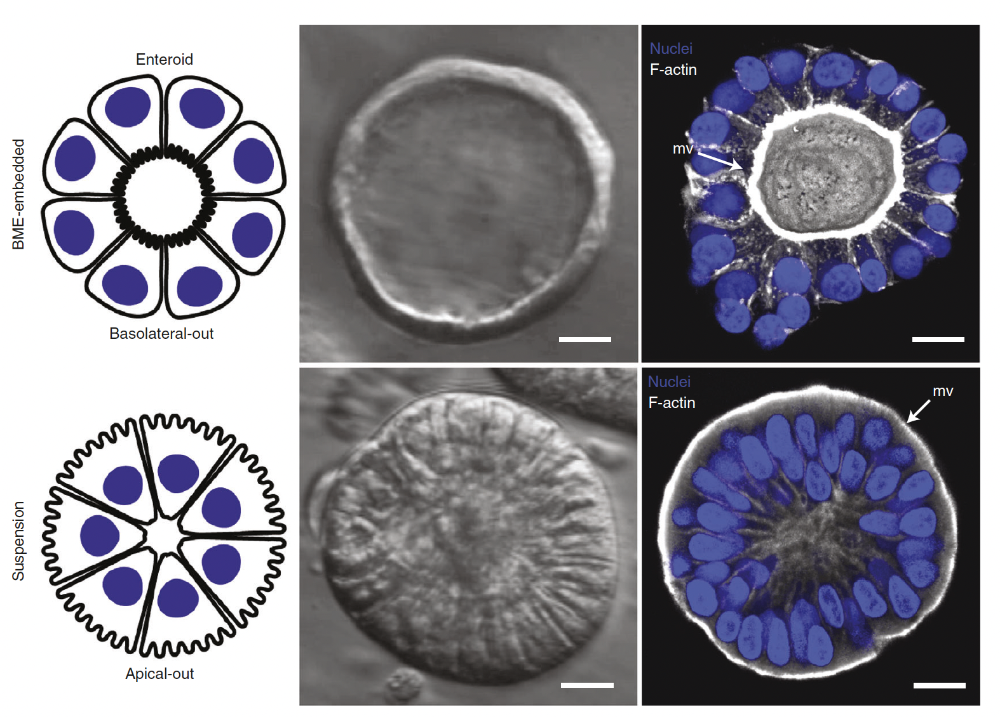 Enteroid
BME-embedded
Basolateral-out
Nuclei
F-actin
mv
Suspension
Apical-out
Nuclei
F-actin
mv